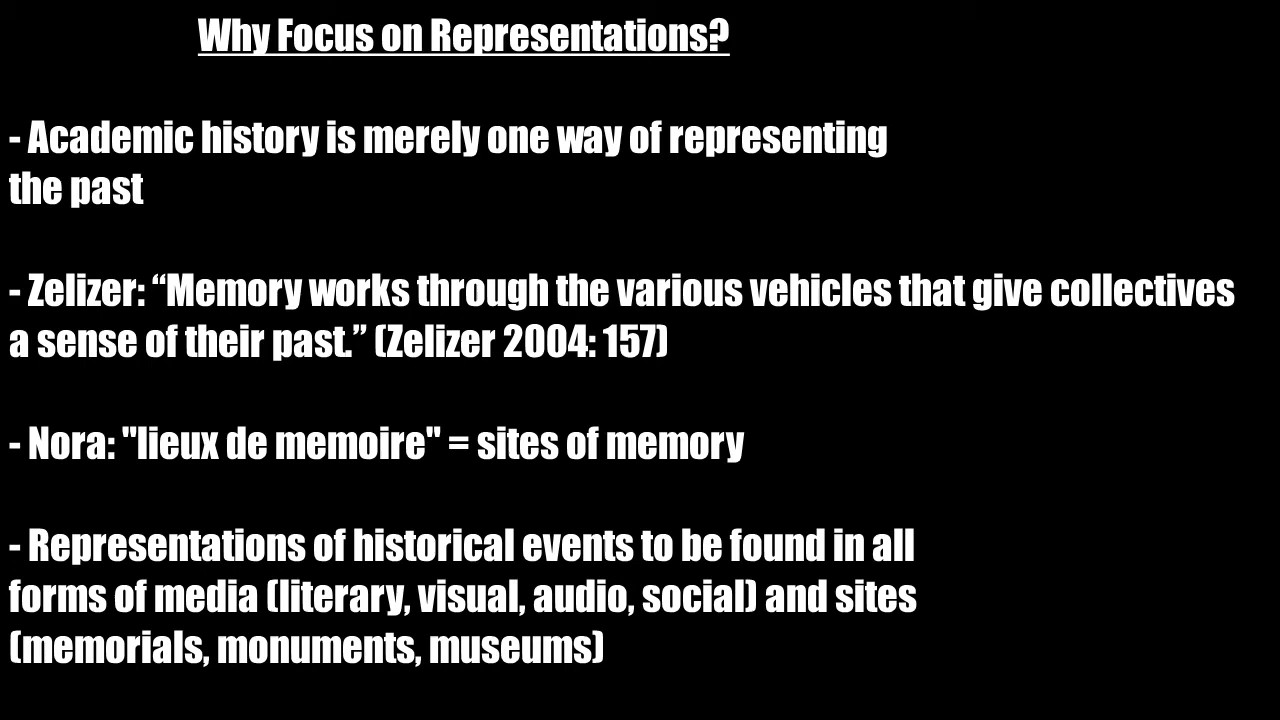 Why Focus on Representations?
- Academic history is merely one way of representing
the past
- Zelizer: “Memory works through the various vehicles that give collectives
a sense of their past.” (Zelizer 2004: 157)
- Nora: "lieux de memoire" = sites of memory
- Representations of historical events to be found in all
forms of media (literary, visual, audio, social) and sites
(memorials, monuments, museums)